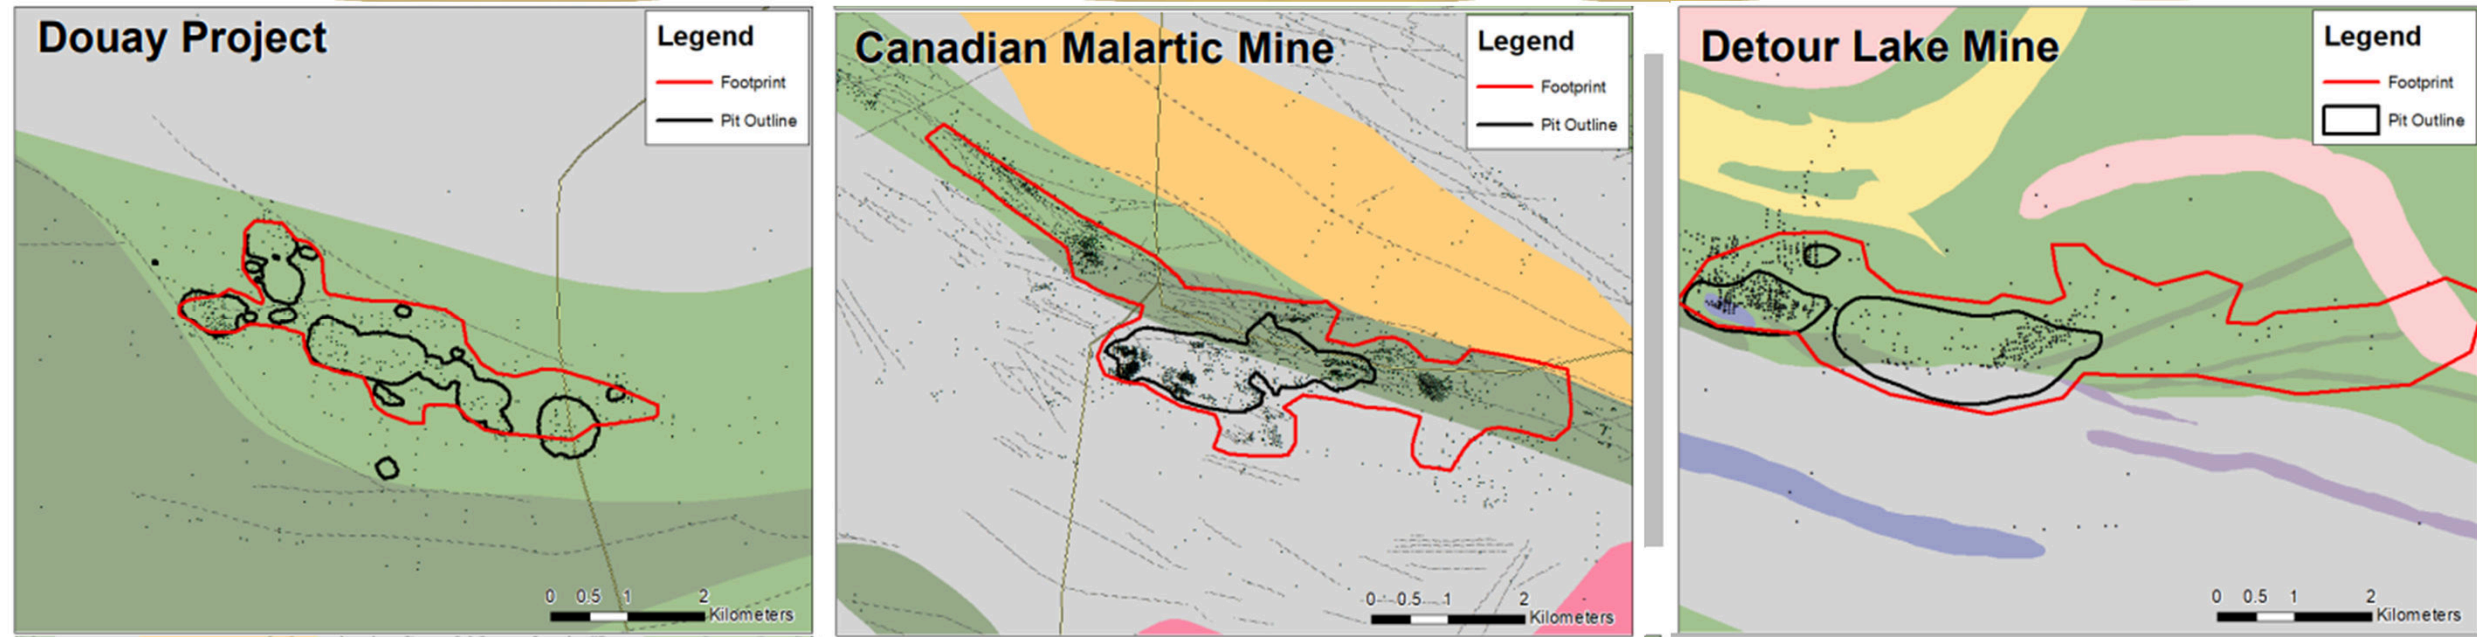 Douay Project
Legend
Footprint
Pit Outline
0 0.5 1 2
Kilometers
Canadian Malartic Mine
Legend
Footprint
Pit Outline
0 0.5 1 2
Kilometers
Detour Lake Mine
Legend
Footprint
Pit Outline
0 0.5 1 2
Kilometers